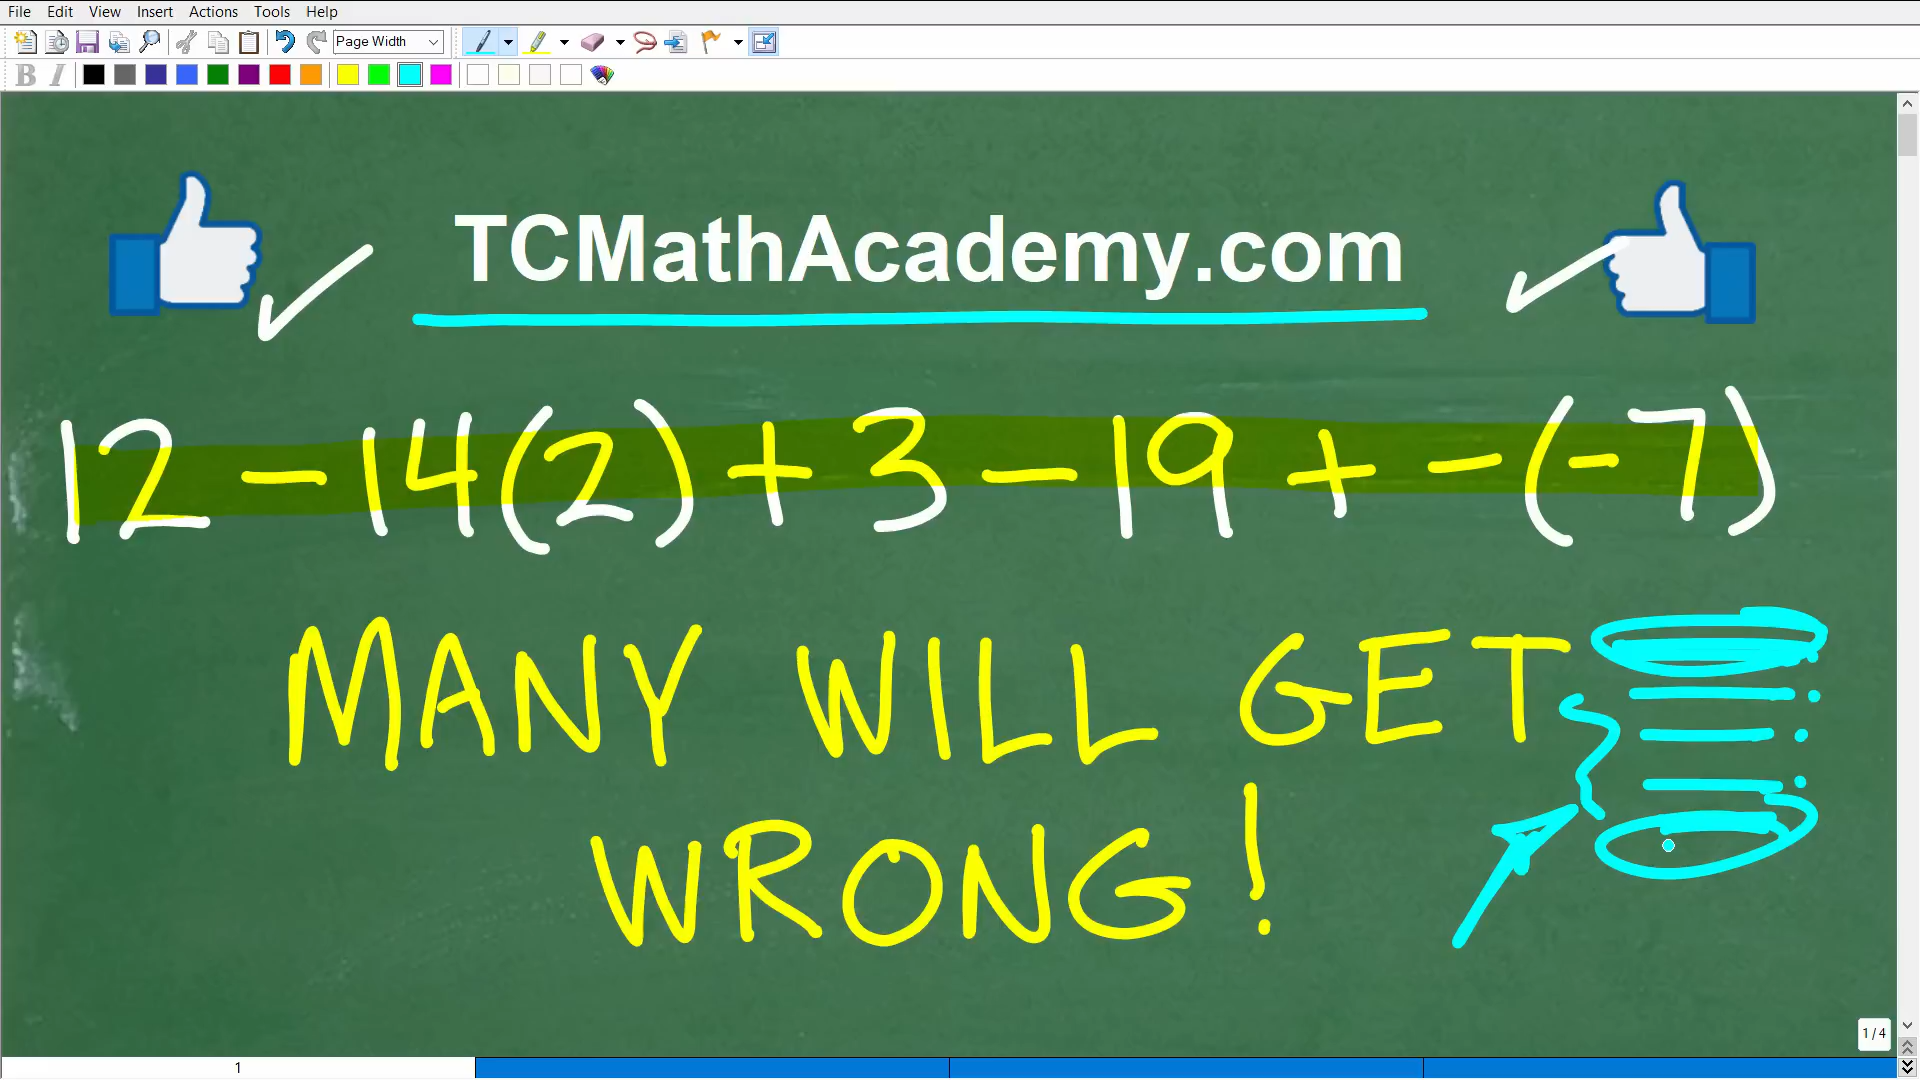 File Edit View Insert Actions Tools Help
Page Width
B I
TCMathAcademy.com
12 - 14(2) + 3 - 19 + - (-7)
MANY WILL GET
WRONG!
1 / 4
1